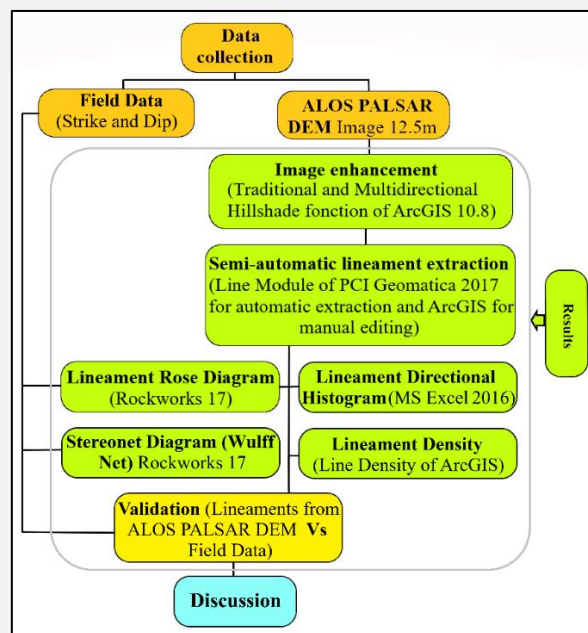 Data
collection
Field Data
(Strike and Dip)
ALOS PALSAR
DEM Image 12.5m
Image enhancement
(Traditional and Multidirectional
Hillshade fonction of ArcGIS 10.8)
Semi-automatic lineament extraction
(Line Module of PCI Geomatica 2017
for automatic extraction and ArcGIS for
manual editing)
Results
Lineament Rose Diagram
(Rockworks 17)
Lineament Directional
Histogram (MS Excel 2016)
Stereonet Diagram (Wulff
Net) Rockworks 17
Lineament Density
(Line Density of ArcGIS)
Validation (Lineaments from
ALOS PALSAR DEM Vs
Field Data)
Discussion